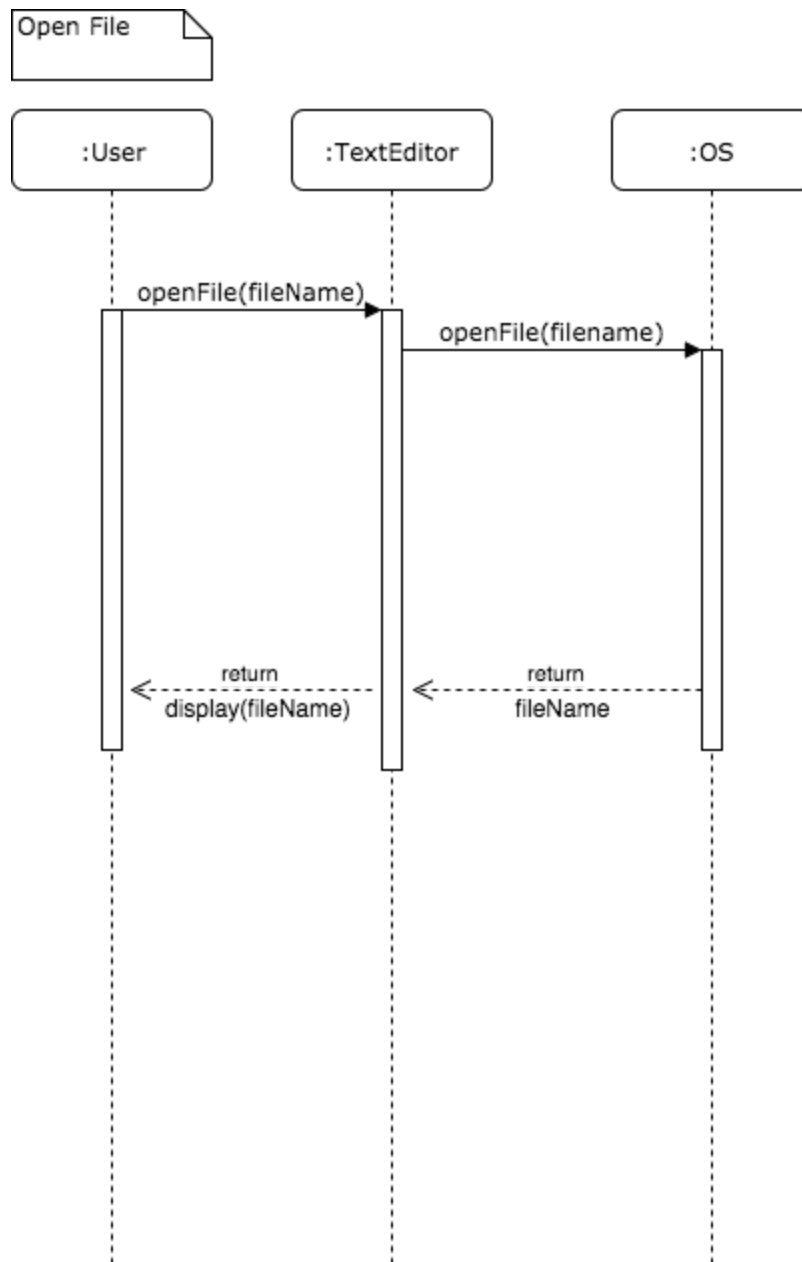 Open File
:User
:TextEditor
:OS
openFile(fileName)
openFile(filename)
return
display(fileName)
return
fileName